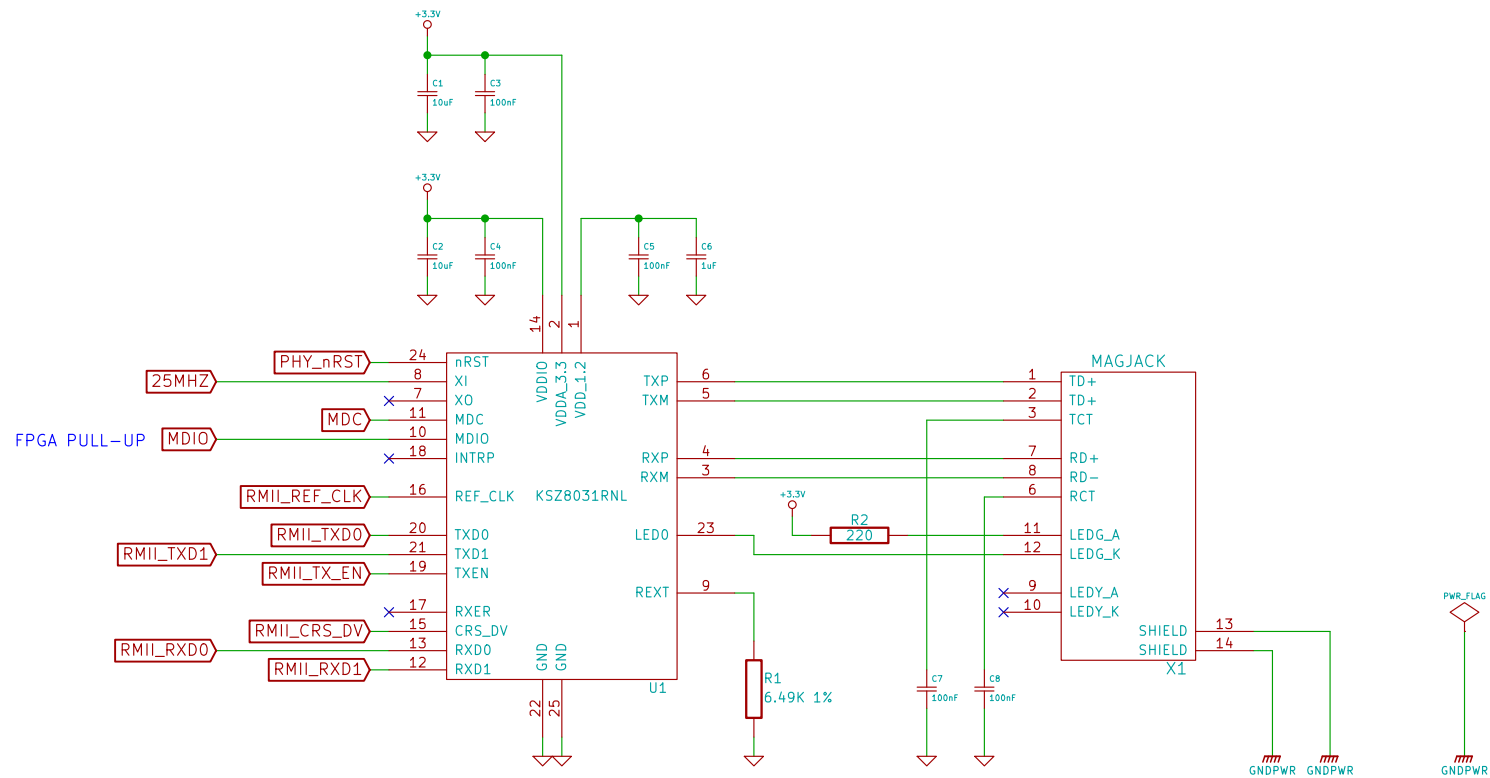 +3.3V
C1
10uF
C3
100nF
+3.3V
C2
10uF
C4
100nF
C5
100nF
C6
1uF
14
2
1
VDDIO
VDDA_3.3
VDD_1.2
PHY_nRST
24
nRST
25MHZ
8
XI
7
XO
MDC
11
MDC
FPGA PULL-UP
MDIO
10
MDIO
18
INTRP
RMII_REF_CLK
16
REF_CLK
KSZ8031RNL
RMII_TXD0
20
TXD0
RMII_TXD1
21
TXD1
RMII_TX_EN
19
TXEN
17
RXER
RMII_CRS_DV
15
CRS_DV
RMII_RXD0
13
RXD0
RMII_RXD1
12
RXD1
GND
GND
22
25
U1
TXP
6
TXM
5
RXP
4
RXM
3
LED0
23
REXT
9
R1
6.49K 1%
+3.3V
R2
220
C7
100nF
C8
100nF
MAGJACK
1
TD+
2
TD+
3
TCT
7
RD+
8
RD-
6
RCT
11
LEDG_A
12
LEDG_K
9
LEDY_A
10
LEDY_K
SHIELD
13
SHIELD
14
X1
GNDPWR
GNDPWR
PWR_FLAG
GNDPWR